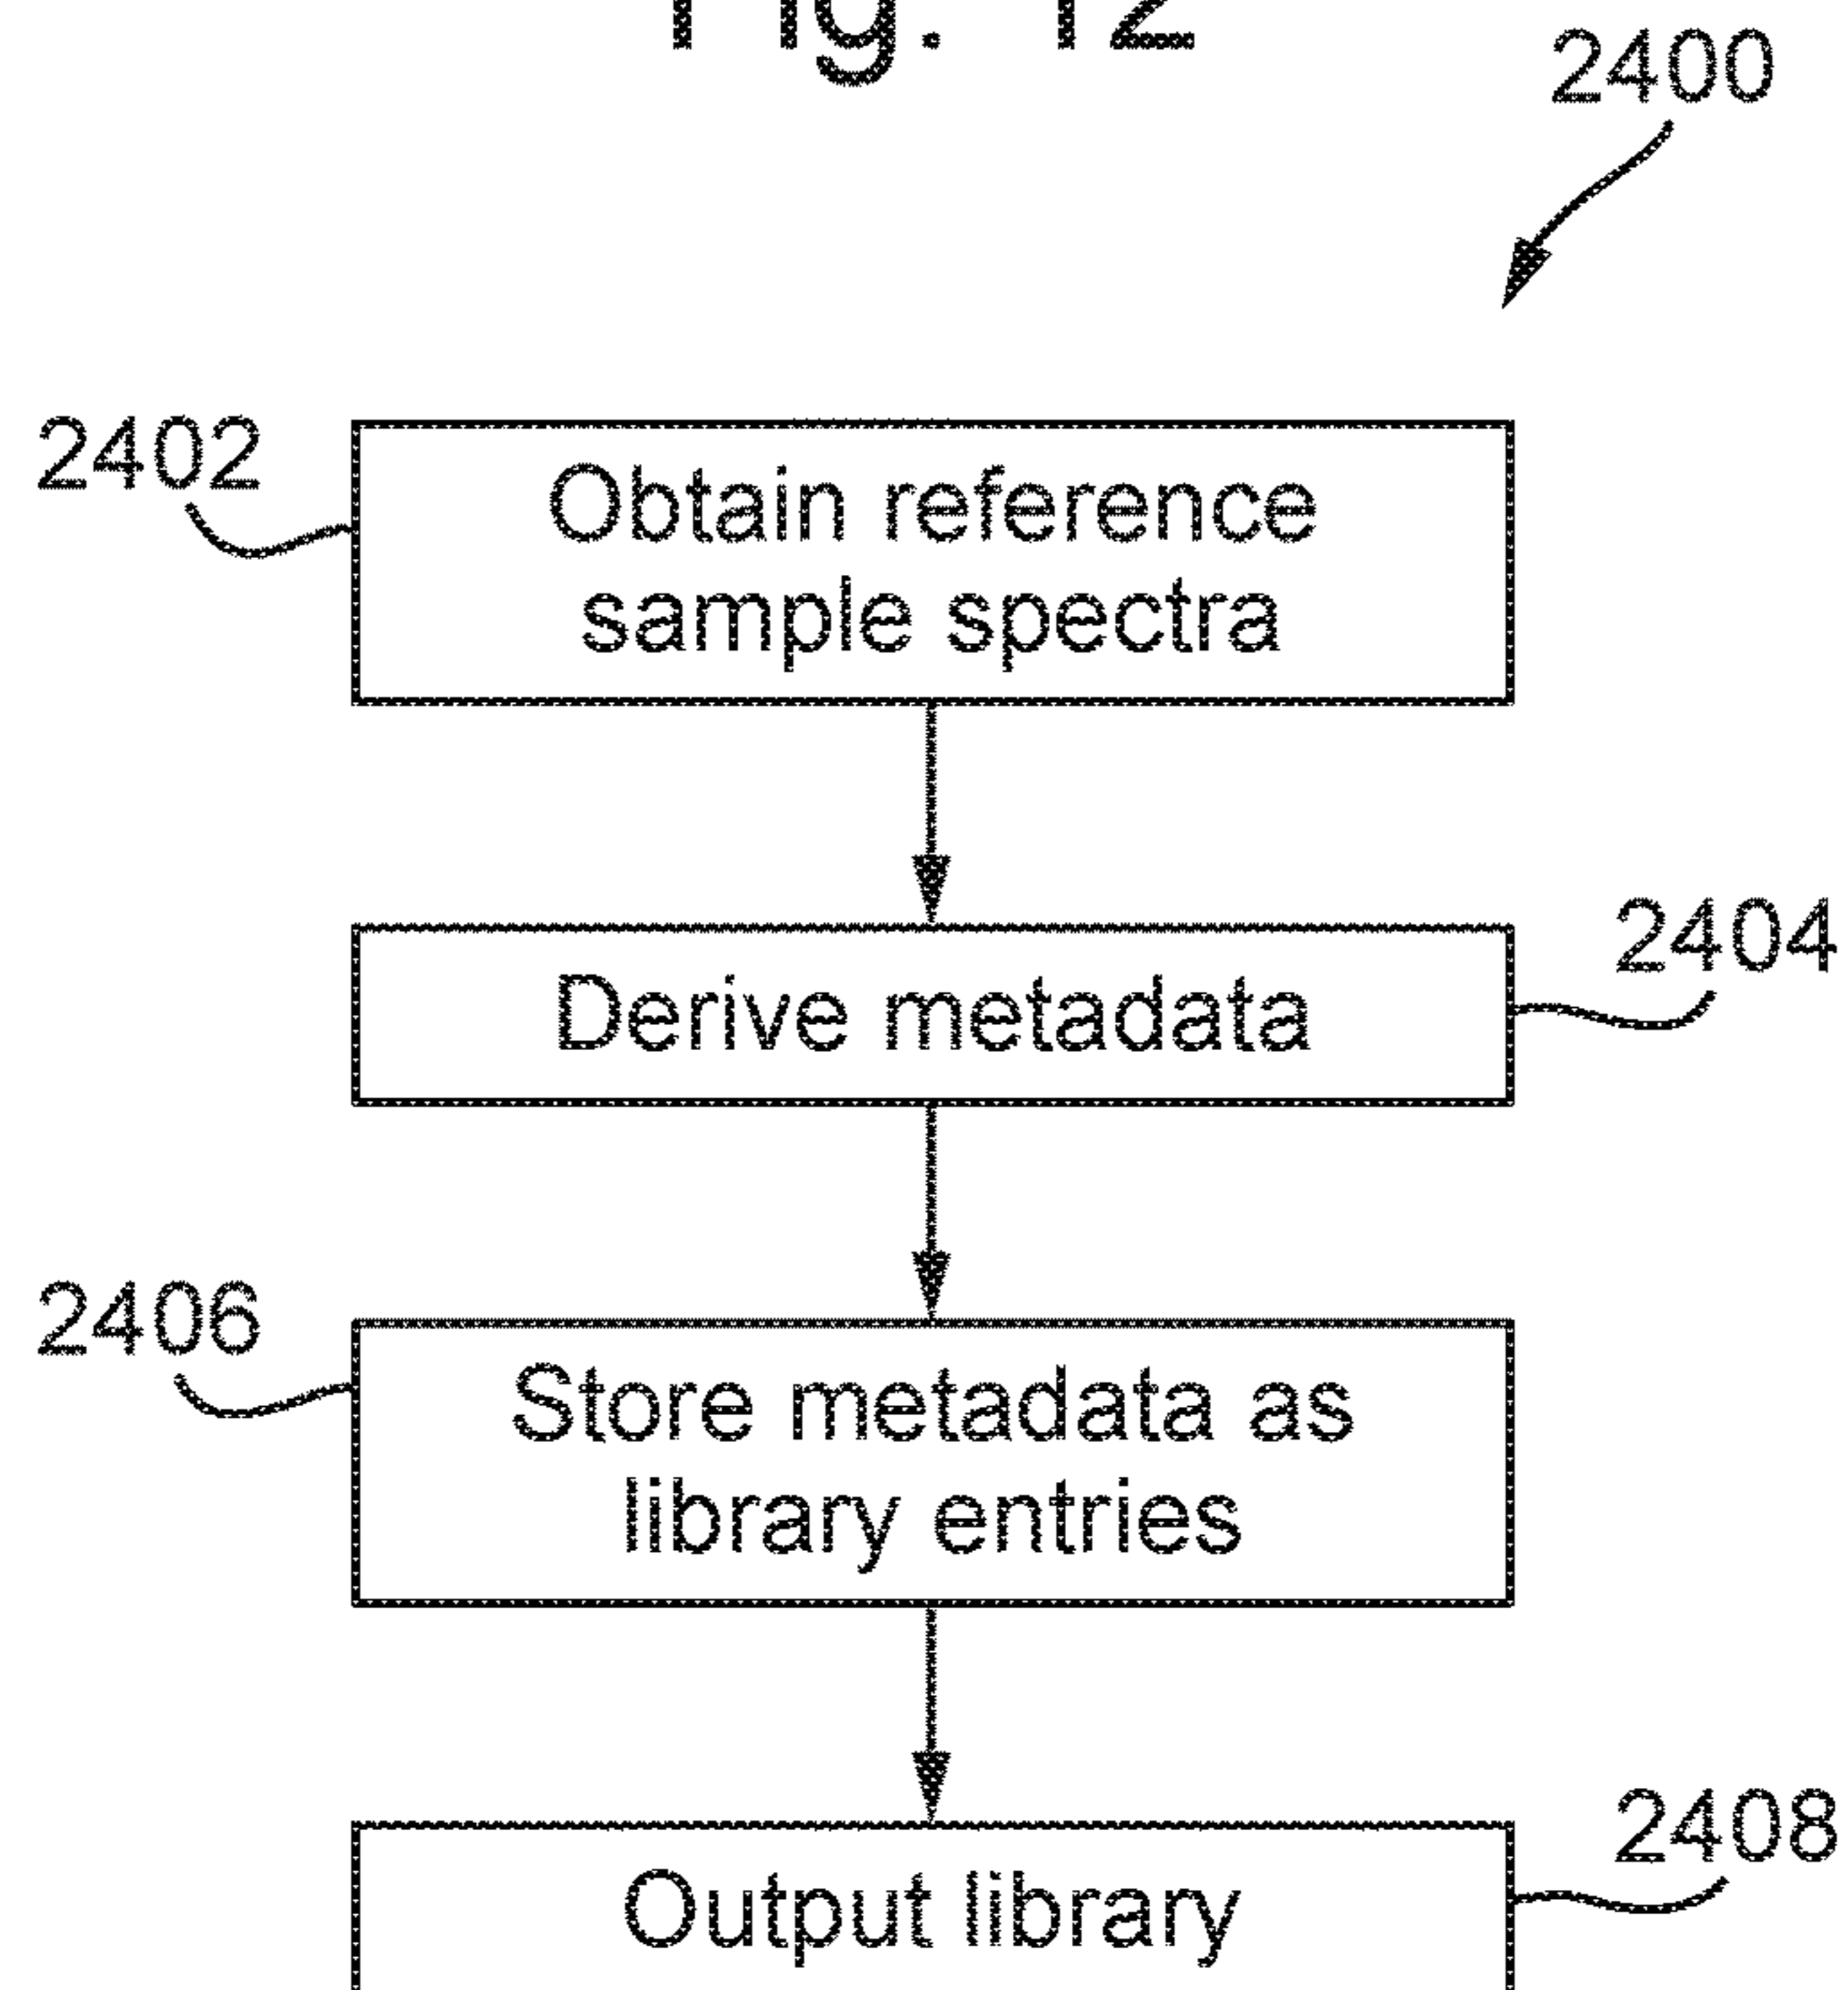 Fig. 12
2400
2402
Obtain reference
sample spectra
Derive metadata
2404
2406
Store metadata as
library entries
2408
Output library